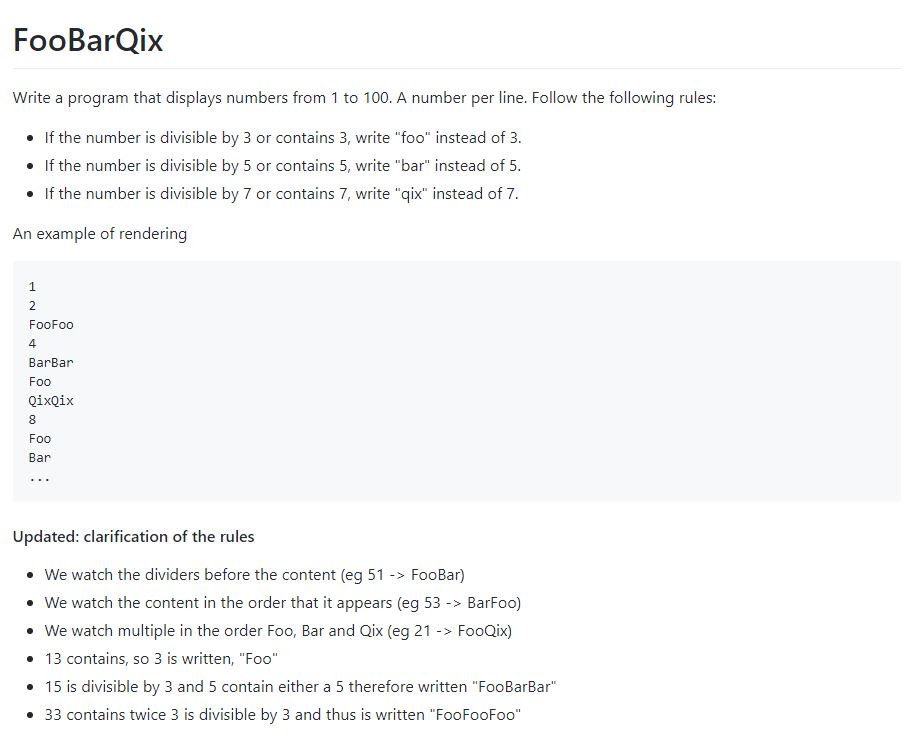 FooBarQix
Write a program that displays numbers from 1 to 100. A number per line. Follow the following rules:
• If the number is divisible by 3 or contains 3, write "foo" instead of 3.
• If the number is divisible by 5 or contains 5, write "bar" instead of 5.
• If the number is divisible by 7 or contains 7, write "qix" instead of 7.
An example of rendering
1
2
FooFoo
4
BarBar
Foo
QixQix
8
Foo
Bar
...
Updated: clarification of the rules
• We watch the dividers before the content (eg 51 -> FooBar)
• We watch the content in the order that it appears (eg 53 -> BarFoo)
• We watch multiple in the order Foo, Bar and Qix (eg 21 -> FooQix)
• 13 contains, so 3 is written, "Foo"
• 15 is divisible by 3 and 5 contain either a 5 therefore written "FooBarBar"
• 33 contains twice 3 is divisible by 3 and thus is written "FooFooFoo"